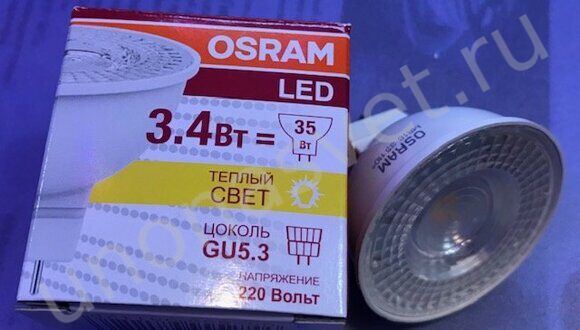 OSRAM
LED
3.4Вт =
35
Вт
ТЕПЛЫЙ
СВЕТ
ЦОКОЛЬ
GU5.3
НАПРЯЖЕНИЕ
220 Вольт
OSRAM